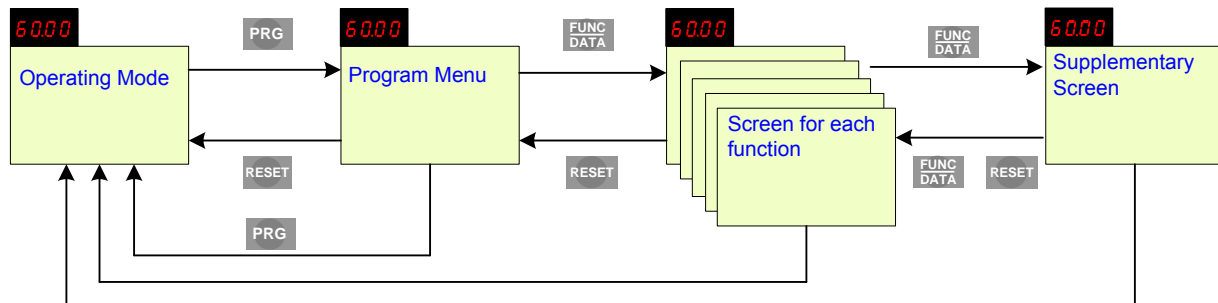 60.00
60.00
60.00
60.00
PRG
FUNC
DATA
FUNC
DATA
Operating Mode
Program Menu
Supplementary
Screen
Screen for each
function
RESET
RESET
FUNC
DATA
RESET
PRG